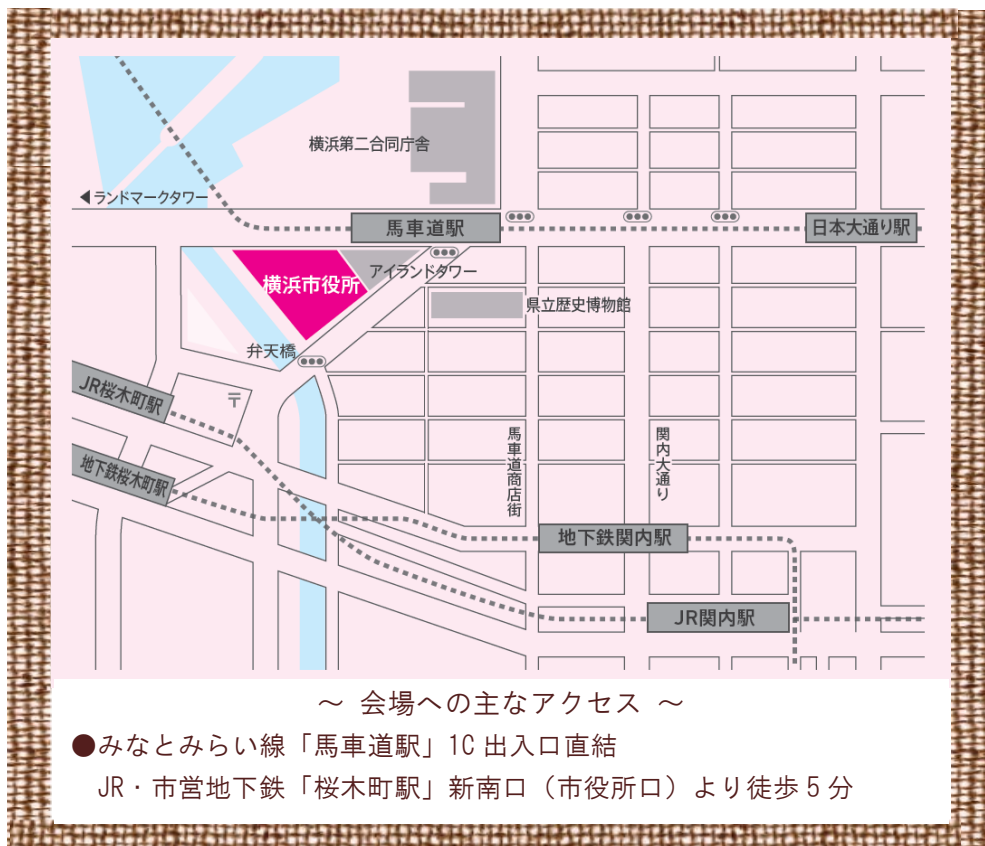 横浜第二合同庁舎
◀ランドマークタワー
馬車道駅
日本大通り駅
アイランドタワー
横浜市役所
県立歴史博物館
弁天橋
JR桜木町駅
〒
地下鉄桜木町駅
馬車道商店街
関内大通り
地下鉄関内駅
JR関内駅
～ 会場への主なアクセス ～
●みなとみらい線「馬車道駅」1C出入口直結
JR・市営地下鉄「桜木町駅」新南口（市役所口）より徒歩5分